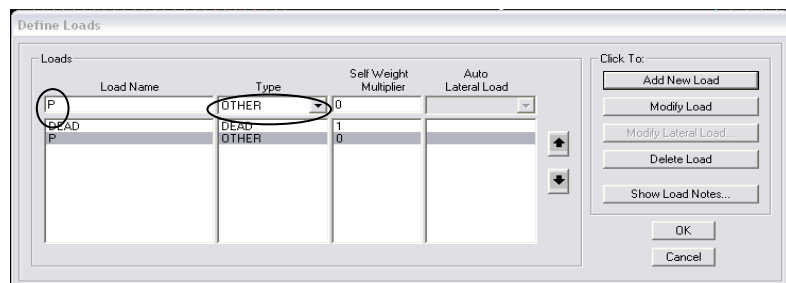 Define Loads
Loads
Load Name Type Self Weight Multiplier Auto Lateral Load
P OTHER 0
DEAD DEAD 1
P OTHER 0
Click To:
Add New Load
Modify Load
Modify Lateral Load...
Delete Load
Show Load Notes...
OK
Cancel